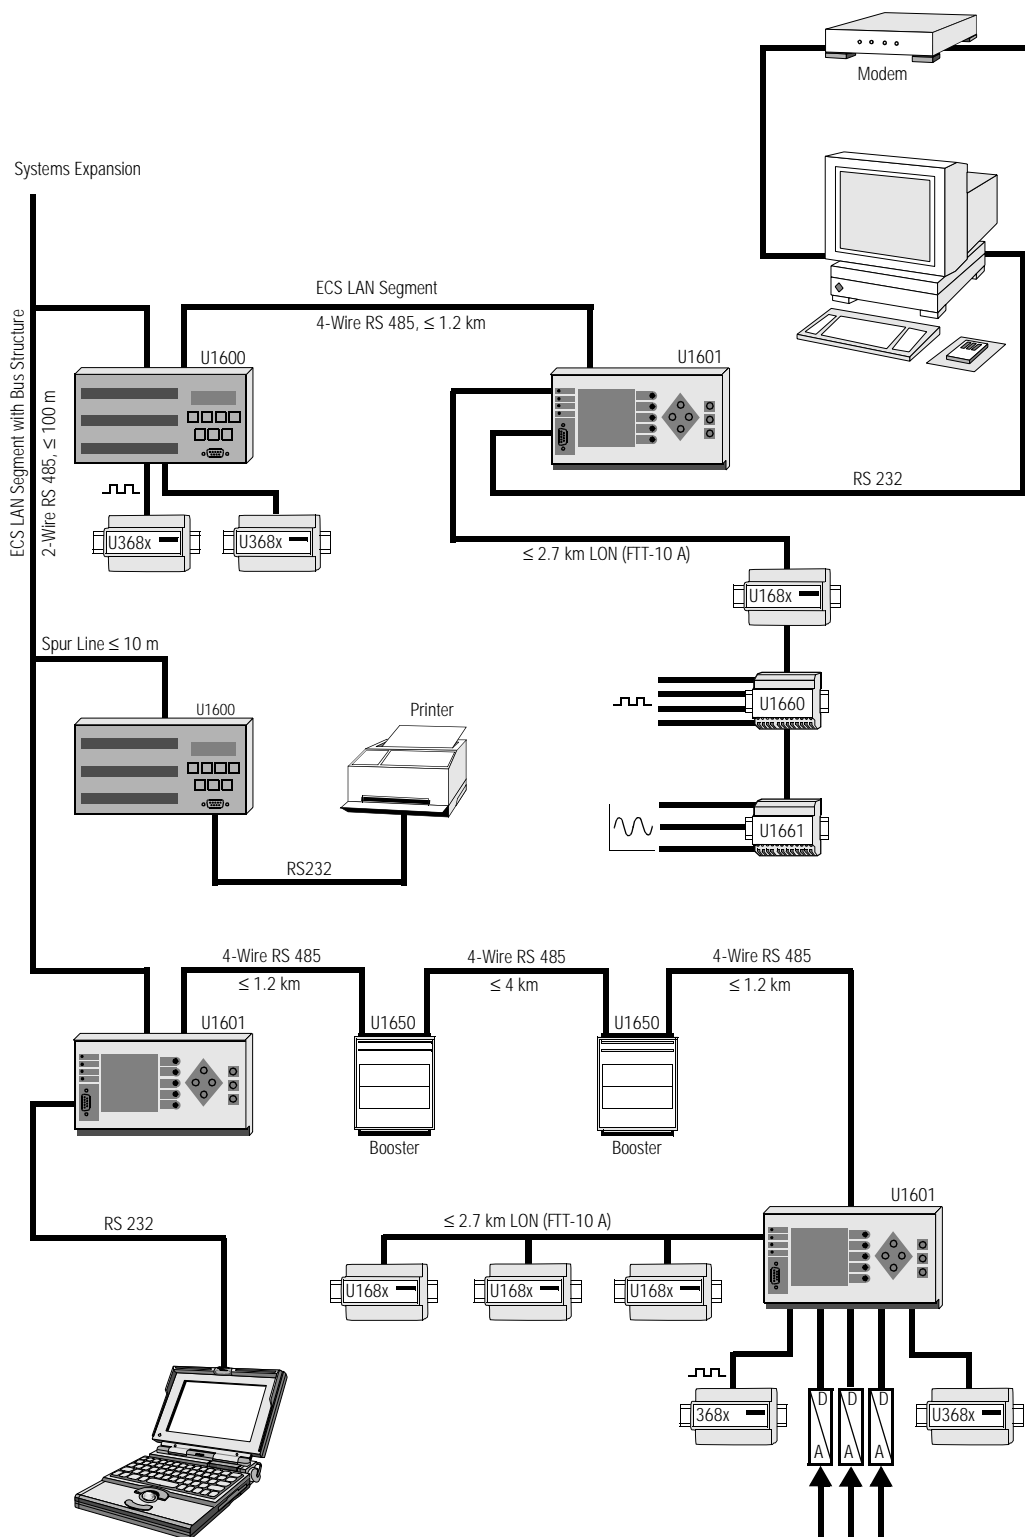 Modem
Systems Expansion
ECS LAN Segment
4-Wire RS 485, ≤ 1.2 km
U1600
U1601
ECS LAN Segment with Bus Structure
2-Wire RS 485, ≤ 100 m
RS 232
U368x
U368x
≤ 2.7 km LON (FTT-10 A)
U168x
Spur Line ≤ 10 m
U1600
Printer
U1660
U1661
RS232
4-Wire RS 485
≤ 1.2 km
4-Wire RS 485
≤ 4 km
4-Wire RS 485
≤ 1.2 km
U1601
U1650
U1650
Booster
Booster
U1601
RS 232
≤ 2.7 km LON (FTT-10 A)
U168x
U168x
U168x
368x
D
A
D
A
D
A
U368x